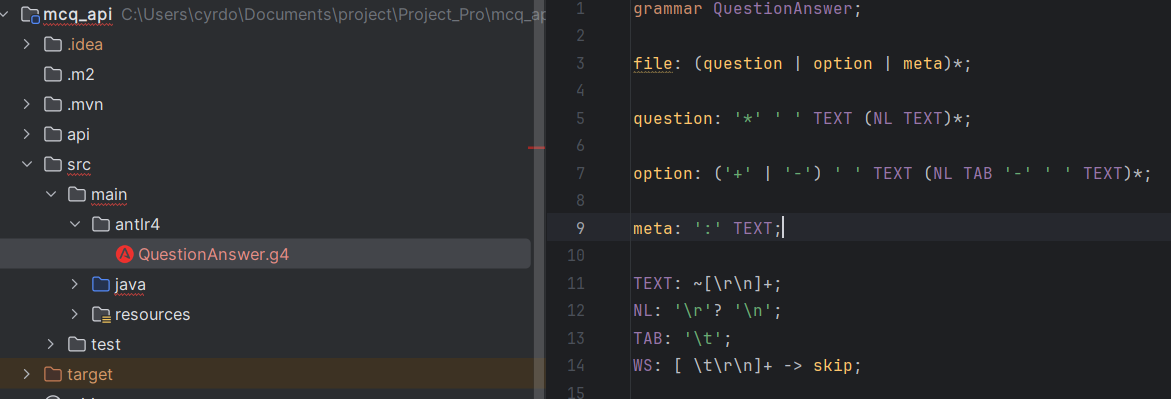 mcq_api C:\Users\cyrdo\Documents\project\Project_Pro\mcq_ap
.idea
.m2
.mvn
api
src
main
antlr4
QuestionAnswer.g4
java
resources
test
target
1 grammar QuestionAnswer;
2
3 file: (question | option | meta)*;
4
5 question: '*' ' ' TEXT (NL TEXT)*;
6
7 option: ('+' | '-') ' ' TEXT (NL TAB '-' ' ' TEXT)*;
8
9 meta: ':' TEXT;
10
11 TEXT: ~[\r\n]+;
12 NL: '\r'? '\n';
13 TAB: '\t';
14 WS: [ \t\r\n]+ -> skip;
15